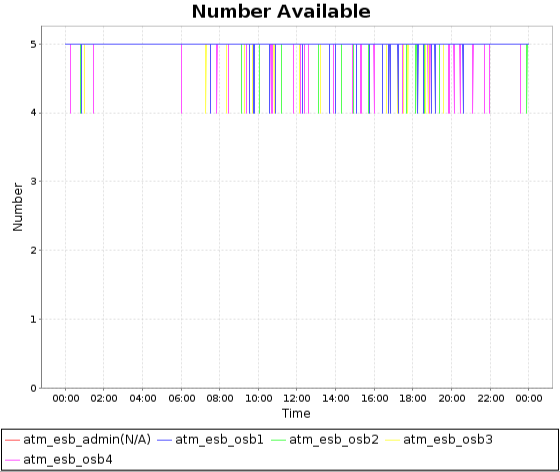 Number Available
5
4
3
2
1
0
Number
00:00 02:00 04:00 06:00 08:00 10:00 12:00 14:00 16:00 18:00 20:00 22:00 00:00
Time
atm_esb_admin(N/A) atm_esb_osb1 atm_esb_osb2 atm_esb_osb3
atm_esb_osb4